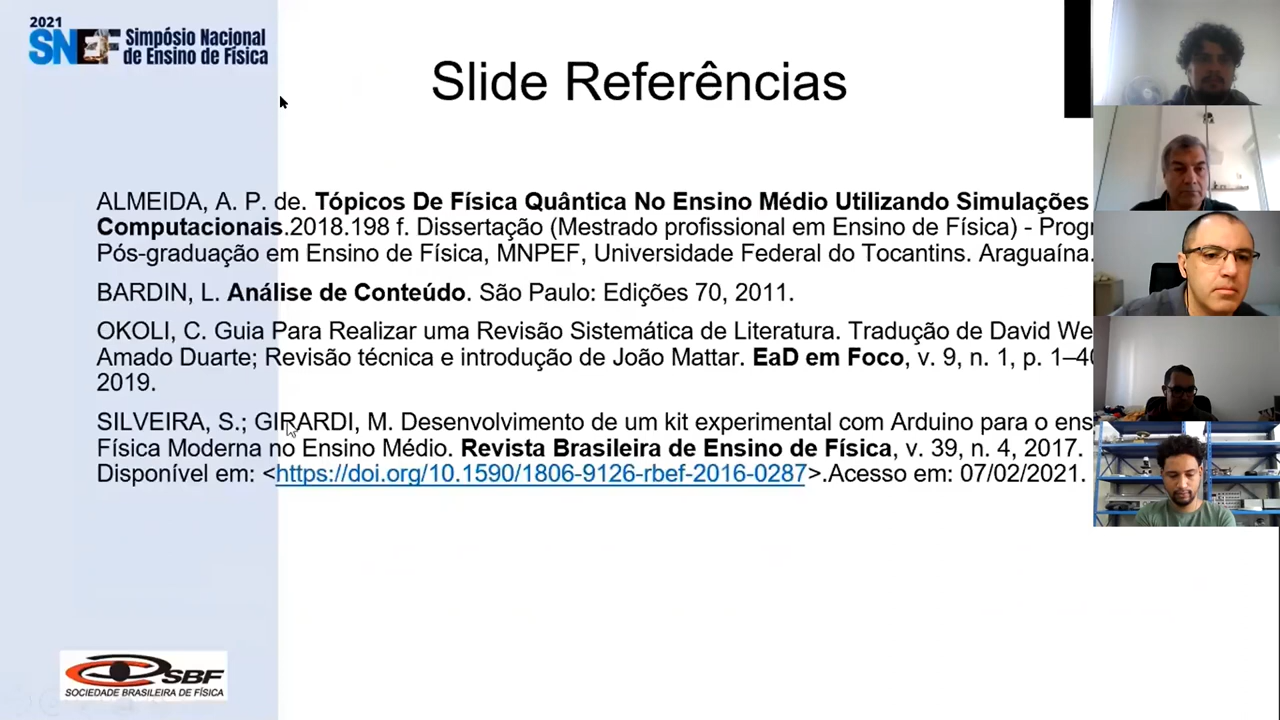 2021
SNEF Simpósio Nacional
de Ensino de Física
Slide Referências
ALMEIDA, A. P. de. Tópicos De Física Quântica No Ensino Médio Utilizando Simulações
Computacionais.2018.198 f. Dissertação (Mestrado profissional em Ensino de Física) -
Pós-graduação em Ensino de Física, MNPEF, Universidade Federal do Tocantins. Araguaína.
BARDIN, L. Análise de Conteúdo. São Paulo: Edições 70, 2011.
OKOLI, C. Guia Para Realizar uma Revisão Sistemática de Literatura. Tradução de David
Amado Duarte; Revisão técnica e introdução de João Mattar. EaD em Foco, v. 9, n. 1, p.
2019.
SILVEIRA, S.; GIRARDI, M. Desenvolvimento de um kit experimental com Arduino para o
Física Moderna no Ensino Médio. Revista Brasileira de Ensino de Física, v. 39, n. 4, 2017.
Disponível em: <https://doi.org/10.1590/1806-9126-rbef-2016-0287>.Acesso em: 07/02/2021.
SBF
SOCIEDADE BRASILEIRA DE FÍSICA